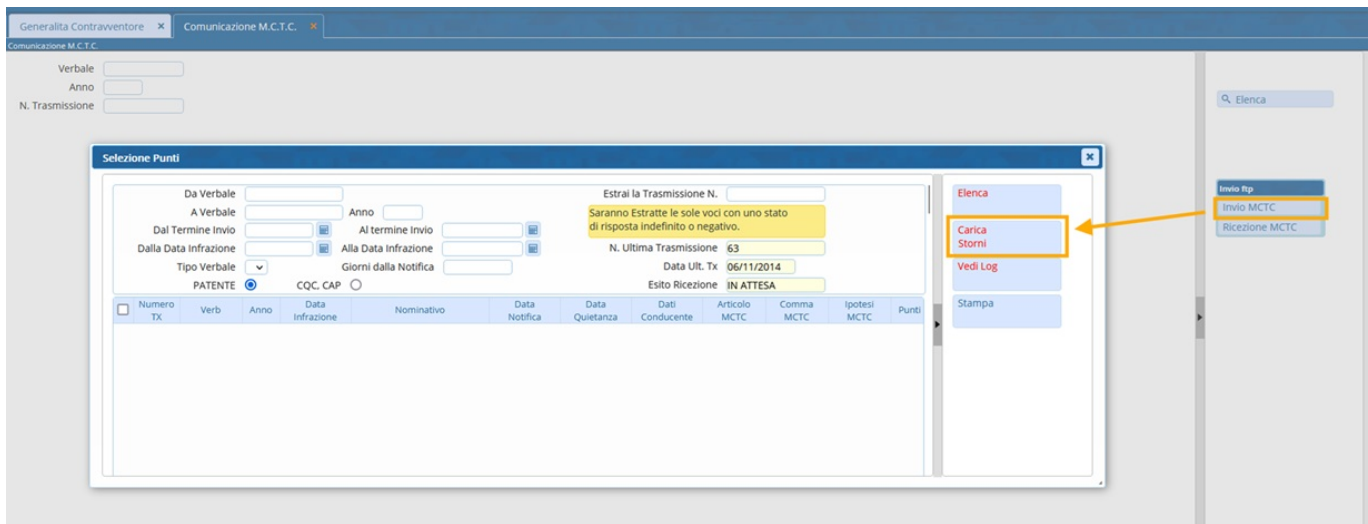 Generalita Contravventore
Comunicazione M.C.T.C.
Comunicazione M.C.T.C.
Verbale
Anno
N. Trasmissione
Elenca
Invio ftp
Invio MCTC
Ricezione MCTC
Selezione Punti
Da Verbale
Estrai la Trasmissione N.
A Verbale Anno
Saranno Estratte le sole voci con uno stato
di risposta indefinito o negativo.
Dal Termine Invio Al termine Invio
Dalla Data Infrazione Alla Data Infrazione
N. Ultima Trasmissione 63
Tipo Verbale Giorni dalla Notifica
Data Ult. Tx 06/11/2014
PATENTE CQC. CAP
Esito Ricezione IN ATTESA
Numero
TX
Verb
Anno
Data
Infrazione
Nominativo
Data
Notifica
Data
Quietanza
Dati
Conducente
Articolo
MCTC
Comma
MCTC
Ipotesi
MCTC
Punti
Elenca
Carica
Storni
Vedi Log
Stampa